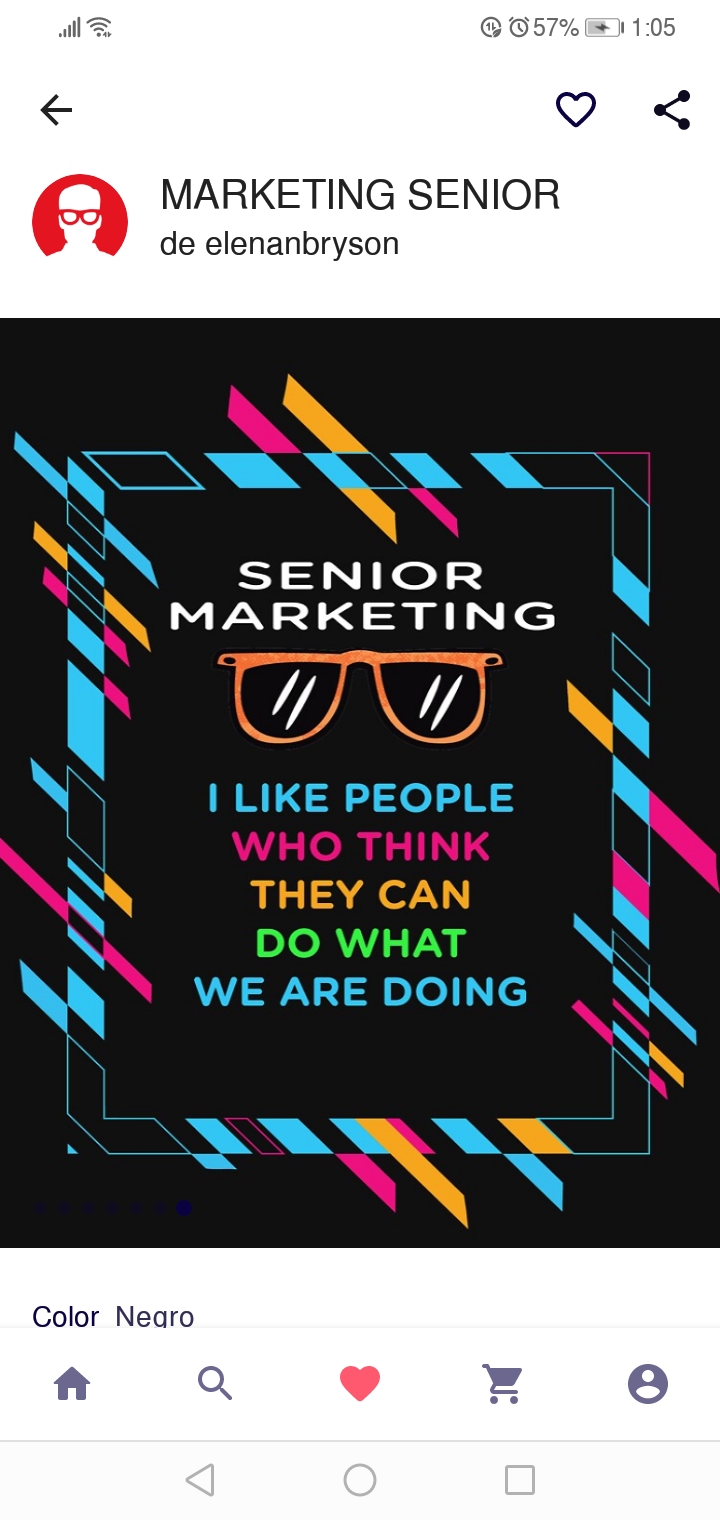 57% 1:05
MARKETING SENIOR
de elenanbryson
SENIOR
MARKETING
I LIKE PEOPLE
WHO THINK
THEY CAN
DO WHAT
WE ARE DOING
Color Negro